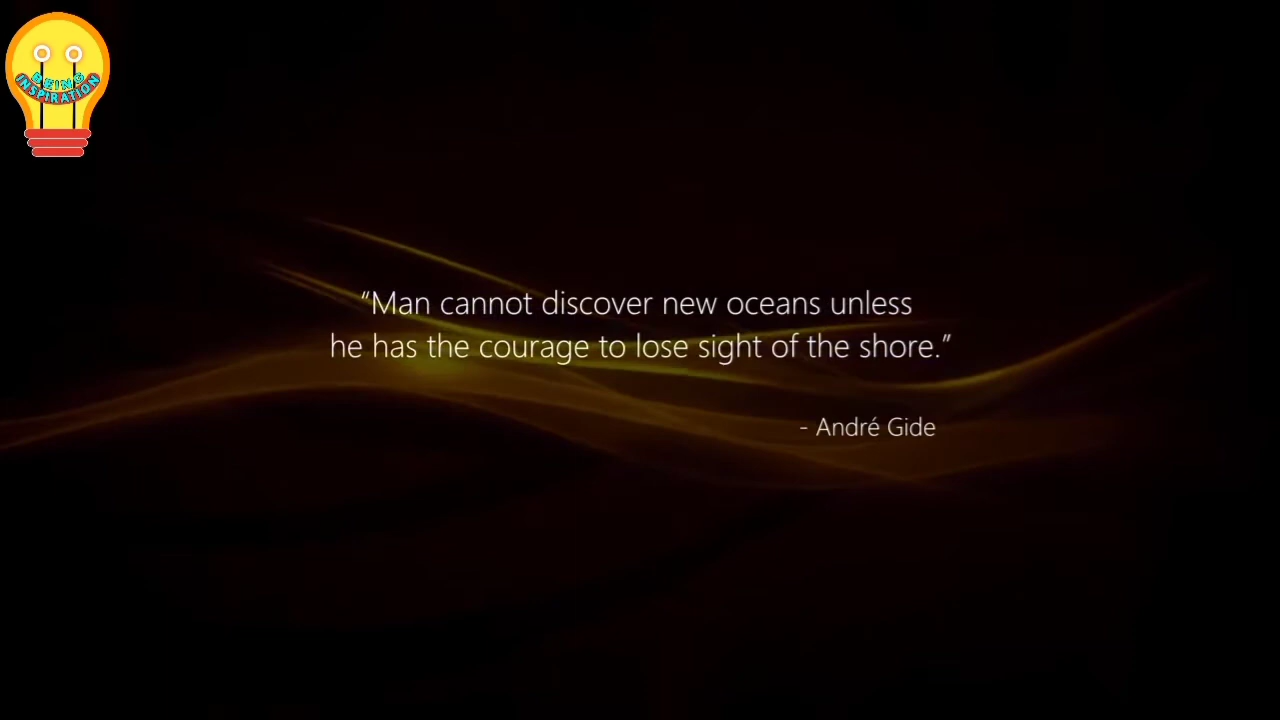 BEING
INSPIRATION
“Man cannot discover new oceans unless
he has the courage to lose sight of the shore.”
- André Gide